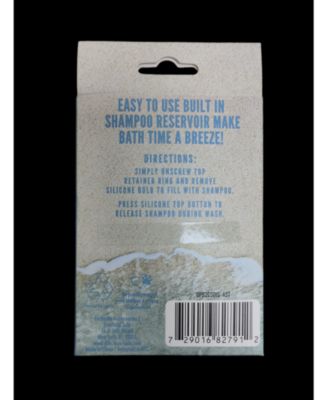 EASY TO USE BUILT IN
SHAMPOO RESERVOIR MAKE
BATH TIME A BREEZE!
DIRECTIONS:
SIMPLY UNSCREW TOP
RETAINER RING AND REMOVE
SILICONE BULB TO FILL WITH SHAMPOO.
PRESS SILICONE TOP BUTTON TO
RELEASE SHAMPOO DURING WASH.
7 29016 82791 2